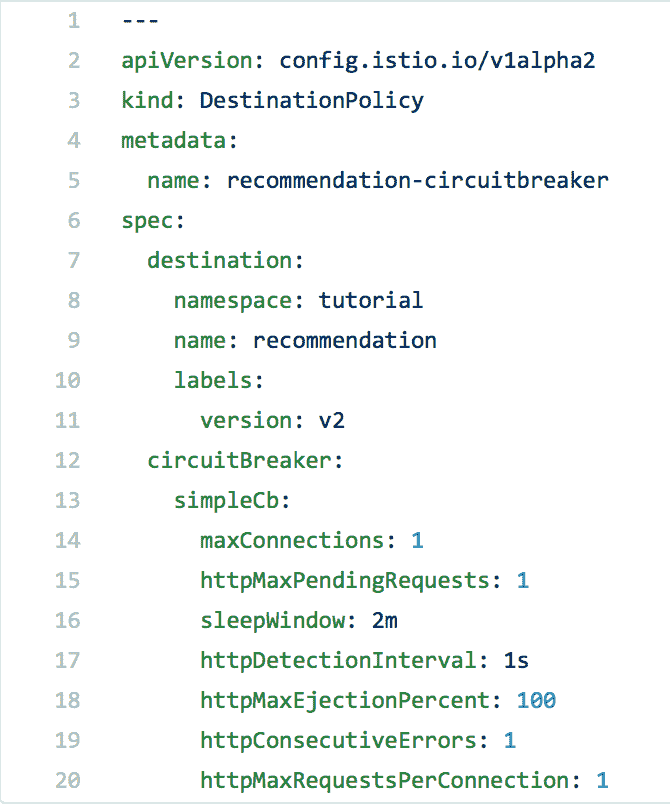 1 ---
2 apiVersion: config.istio.io/v1alpha2
3 kind: DestinationPolicy
4 metadata:
5   name: recommendation-circuitbreaker
6 spec:
7   destination:
8     namespace: tutorial
9     name: recommendation
10     labels:
11       version: v2
12   circuitBreaker:
13     simpleCb:
14       maxConnections: 1
15       httpMaxPendingRequests: 1
16       sleepWindow: 2m
17       httpDetectionInterval: 1s
18       httpMaxEjectionPercent: 100
19       httpConsecutiveErrors: 1
20       httpMaxRequestsPerConnection: 1